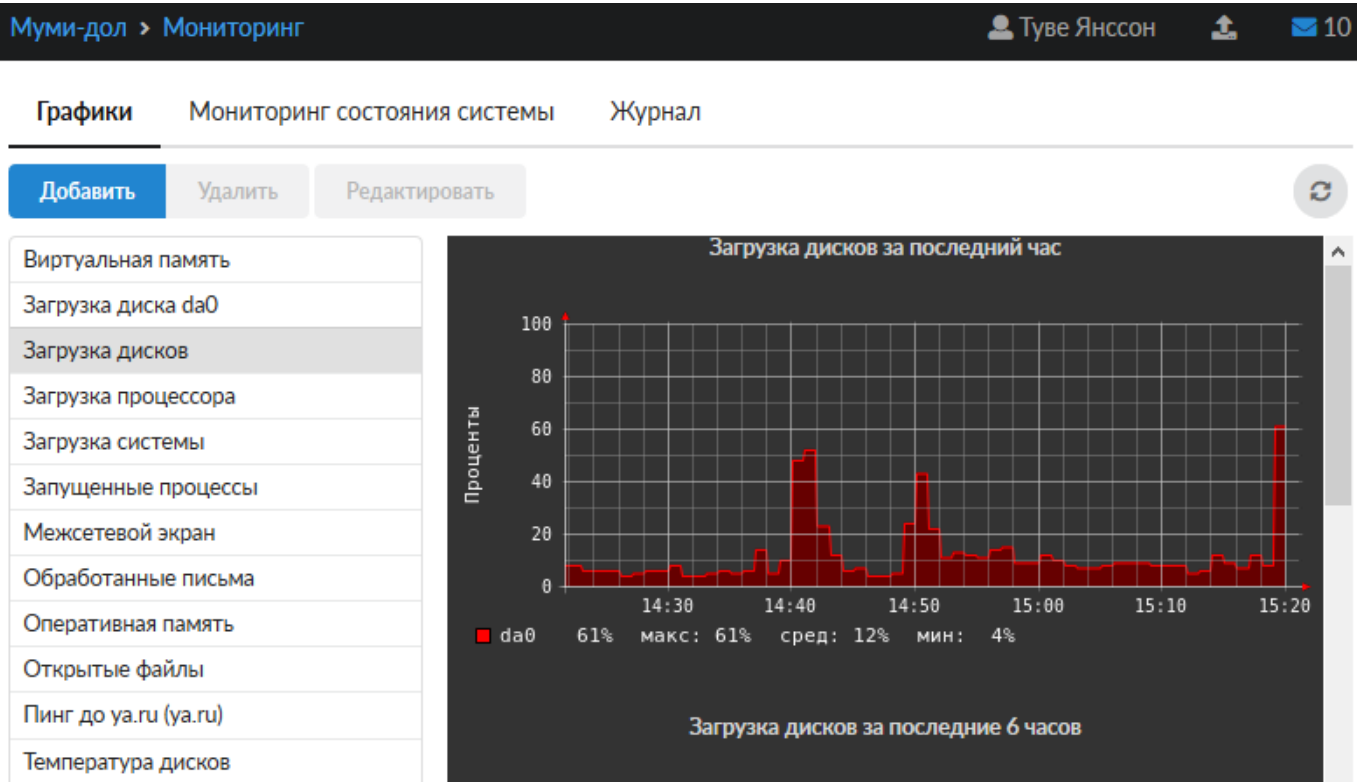 Муми-дол > Мониторинг Туве Янссон 10
Графики Мониторинг состояния системы Журнал
Добавить Удалить Редактировать
Виртуальная память
Загрузка диска da0
Загрузка дисков
Загрузка процессора
Загрузка системы
Запущенные процессы
Межсетевой экран
Обработанные письма
Оперативная память
Открытые файлы
Пинг до ya.ru (ya.ru)
Температура дисков
Загрузка дисков за последний час
Проценты
100
80
60
40
20
0
14:30 14:40 14:50 15:00 15:10 15:20
da0 61% макс: 61% сред: 12% мин: 4%
Загрузка дисков за последние 6 часов